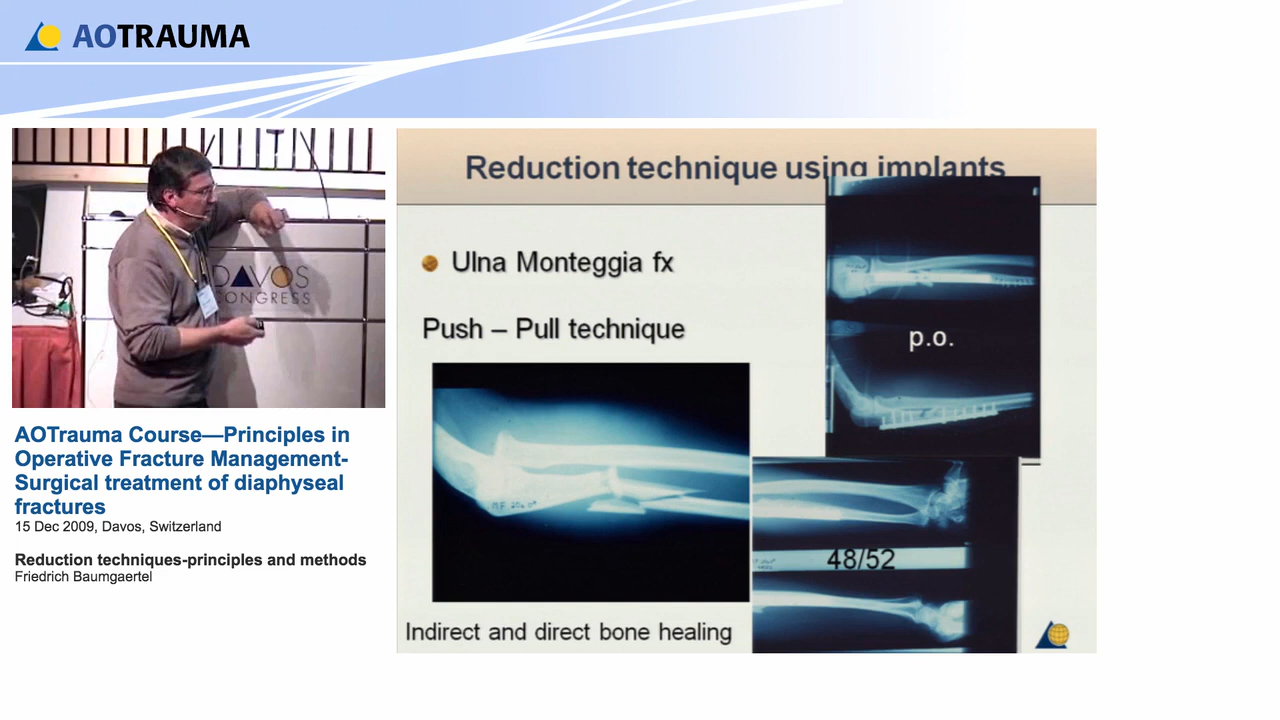 AOTRAUMA
DAVOS
CONGRESS
AOTrauma Course—Principles in
Operative Fracture Management-
Surgical treatment of diaphyseal
fractures
15 Dec 2009, Davos, Switzerland
Reduction techniques-principles and methods
Friedrich Baumgaertel
Reduction technique using implants
Ulna Monteggia fx
Push – Pull technique
p.o.
48/52
Indirect and direct bone healing